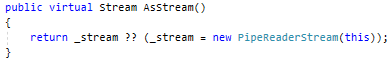 public virtual Stream AsStream()
{
return _stream ?? (_stream = new PipeReaderStream(this));
}